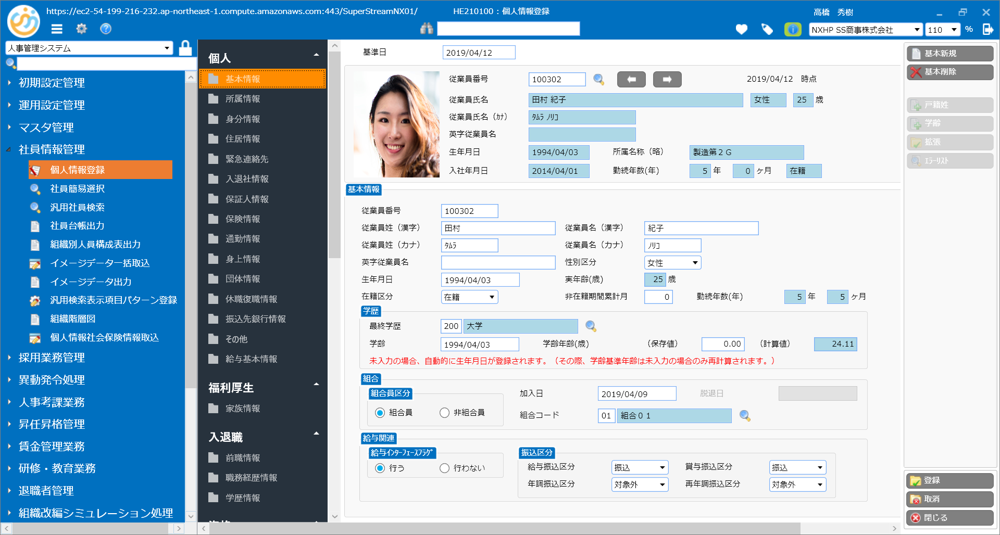 https://ec2-54-199-216-232.ap-northeast-1.compute.amazonaws.com:443/SuperStreamNX01/
HE210100：個人情報登録
高橋　秀樹
NXHP SS商事株式会社
110
%
人事管理システム
初期設定管理
運用設定管理
マスタ管理
社員情報管理
個人情報登録
社員簡易選択
汎用社員検索
社員台帳出力
組織別人員構成表出力
イメージデータ一括取込
イメージデータ出力
汎用検索表示項目パターン登録
組織階層図
個人情報社会保険情報取込
採用業務管理
異動発令処理
人事考課業務
昇任昇格管理
賃金管理業務
研修・教育業務
退職者管理
組織改編シミュレーション処理
個人
基本情報
所属情報
身分情報
住居情報
緊急連絡先
入退社情報
保証人情報
保険情報
通勤情報
身上情報
団体情報
休職復職情報
振込先銀行情報
その他
給与基本情報
福利厚生
家族情報
入退職
前職情報
職務経歴情報
学歴情報
基準日 2019/04/12
従業員番号 100302 2019/04/12 時点
従業員氏名 田村 紀子 女性 25 歳
従業員氏名（ｶﾅ） ﾀﾑﾗ ﾉﾘｺ
英字従業員名
生年月日 1994/04/03 所属名称（略） 製造第２Ｇ
入社年月日 2014/04/01 勤続年数(年) 5 年 0 ヶ月 在籍
基本情報
従業員番号 100302
従業員姓（漢字） 田村 従業員名（漢字） 紀子
従業員姓（カナ） ﾀﾑﾗ 従業員名（カナ） ﾉﾘｺ
英字従業員名 性別区分 女性
生年月日 1994/04/03 実年齢(歳) 25 歳
在籍区分 在籍 非在籍期間累計月 0 勤続年数(年) 5 年 5 ヶ月
学歴
最終学歴 200 大学
学齢 1994/04/03 学齢年齢(歳) （保存値） 0.00 （計算値） 24.11
未入力の場合、自動的に生年月日が登録されます。（その際、学齢基準年齢は未入力の場合のみ再計算されます。）
組合
組合員区分
組合員 非組合員
加入日 2019/04/09 脱退日
組合コード 01 組合０１
給与関連
給与ｲﾝﾀｰﾌｪｰｽﾌﾗｸﾞ
行う 行わない
振込区分
給与振込区分 振込 賞与振込区分 振込
年調振込区分 対象外 再年調振込区分 対象外
基本新規
基本削除
戸籍姓
学齢
拡張
ｴﾗｰﾘｽﾄ
登録
取消
閉じる